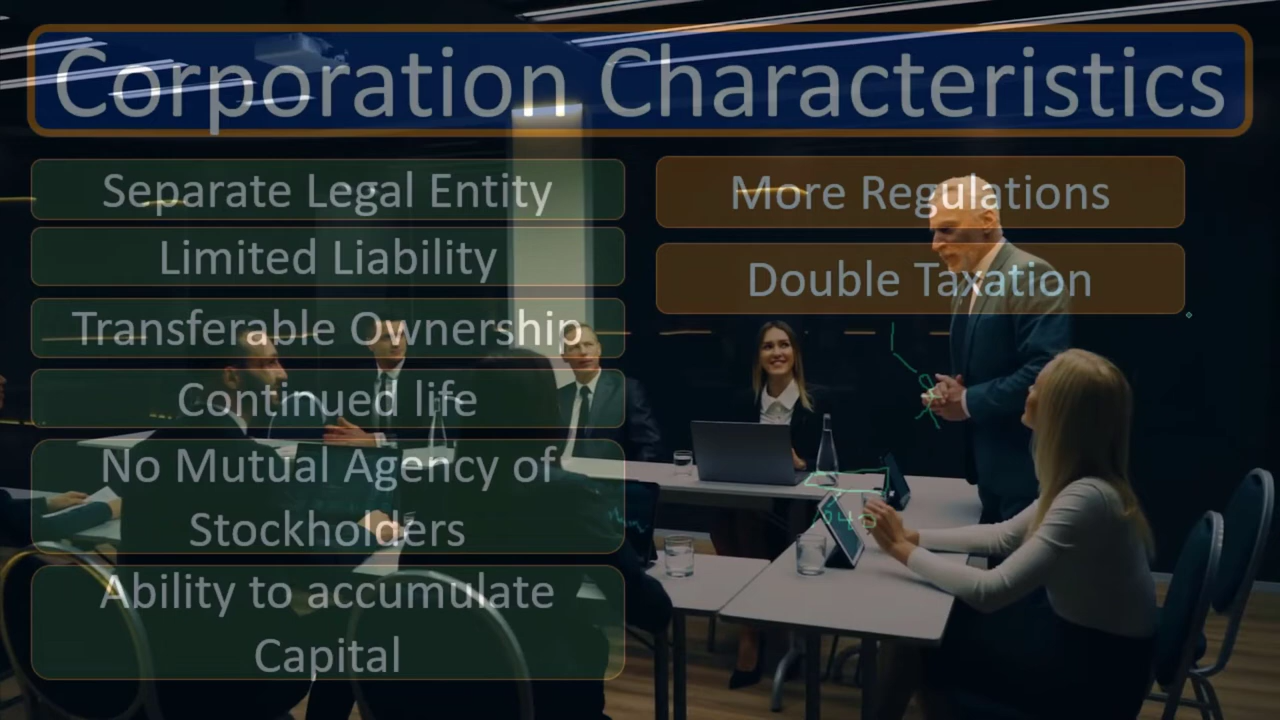 Corporation Characteristics
Separate Legal Entity
Limited Liability
Transferable Ownership
Continued life
No Mutual Agency of
Stockholders
Ability to accumulate
Capital
More Regulations
Double Taxation